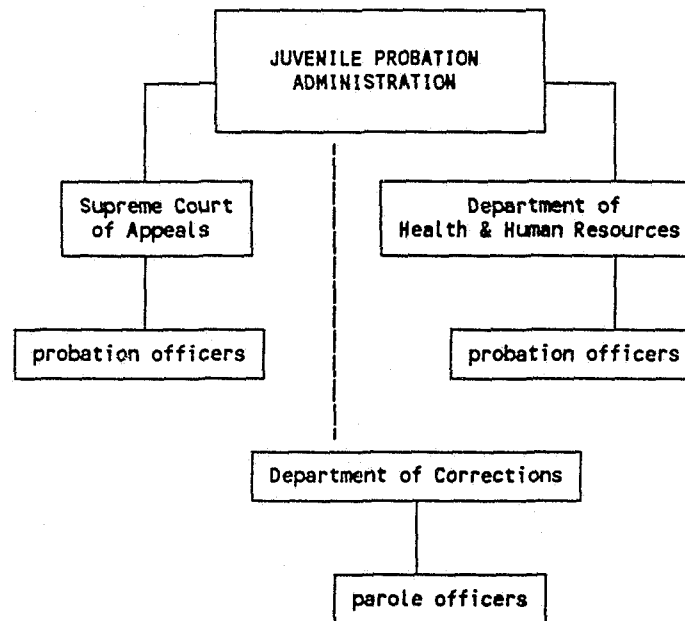 JUVENILE PROBATION
ADMINISTRATION
Supreme Court
of Appeals
Department of
Health & Human Resources
probation officers
probation officers
Department of Corrections
parole officers